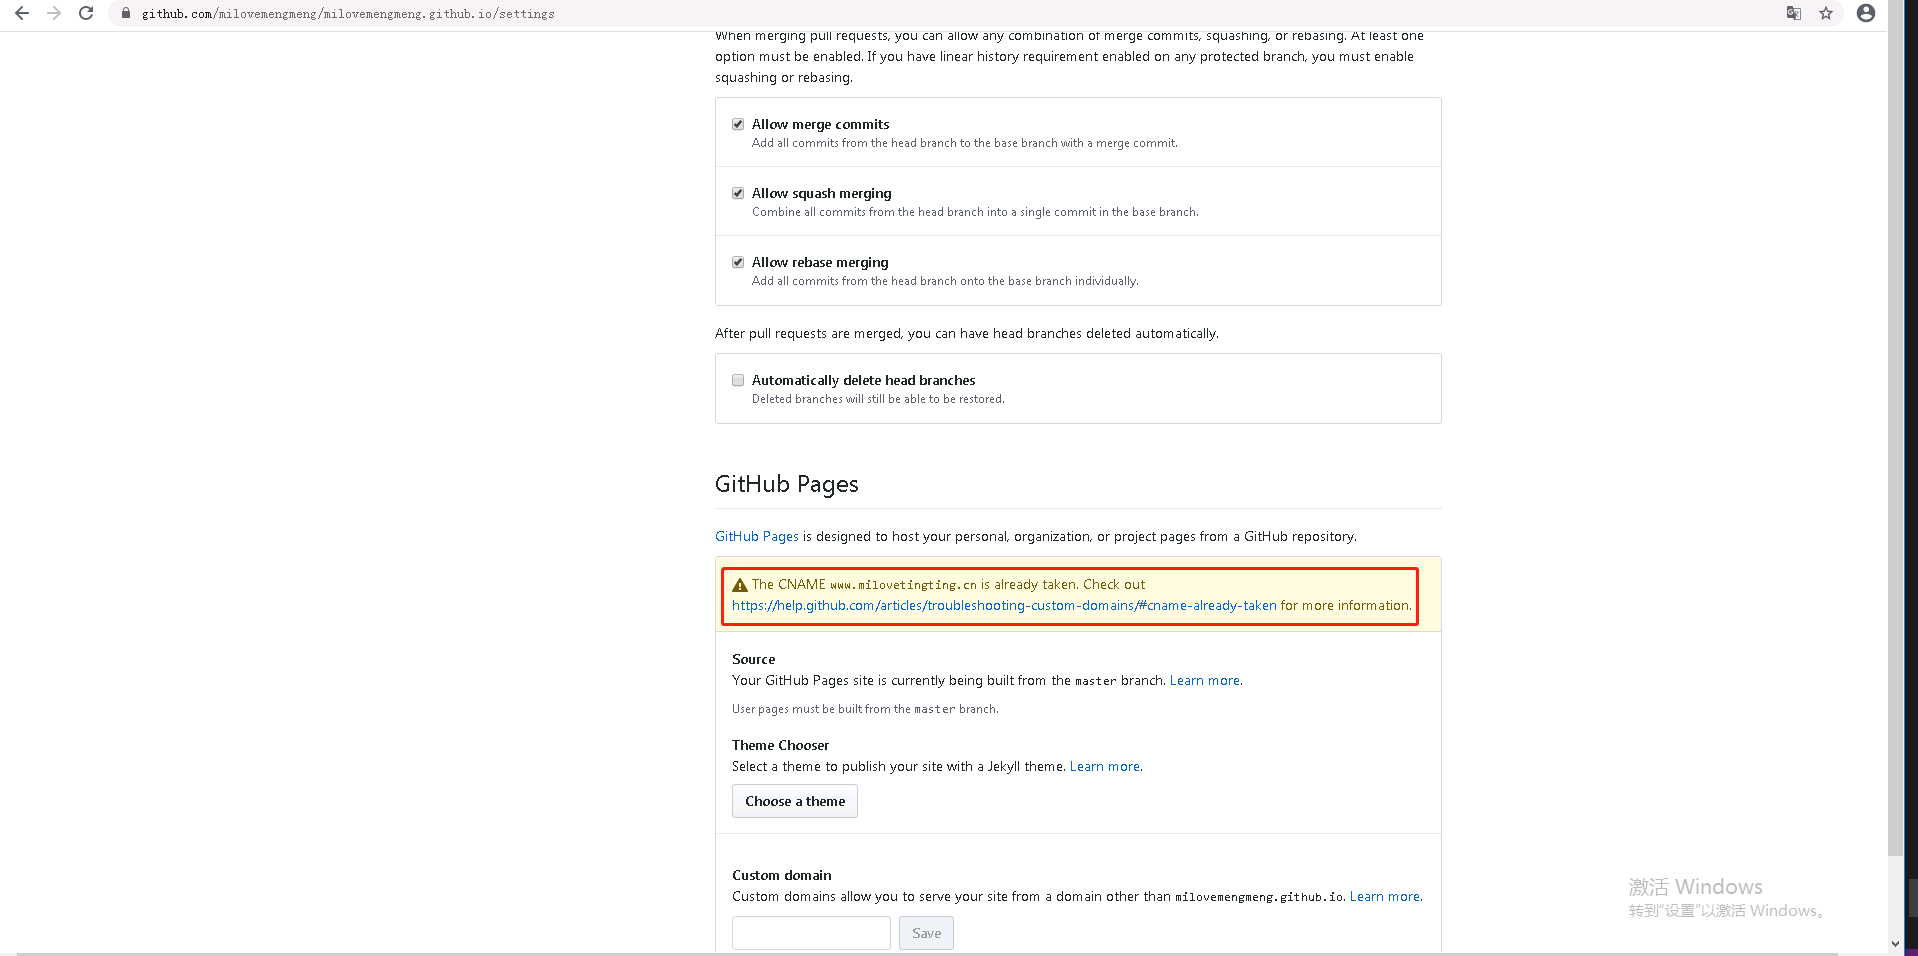 github.com/milovemengmeng/milovemengmeng.github.io/settings
When merging pull requests, you can allow any combination of merge commits, squashing, or rebasing. At least one
option must be enabled. If you have linear history requirement enabled on any protected branch, you must enable
squashing or rebasing.
Allow merge commits
Add all commits from the head branch to the base branch with a merge commit.
Allow squash merging
Combine all commits from the head branch into a single commit in the base branch.
Allow rebase merging
Add all commits from the head branch onto the base branch individually.
After pull requests are merged, you can have head branches deleted automatically.
Automatically delete head branches
Deleted branches will still be able to be restored.
GitHub Pages
GitHub Pages is designed to host your personal, organization, or project pages from a GitHub repository.
The CNAME www.milovetingting.cn is already taken. Check out
https://help.github.com/articles/troubleshooting-custom-domains/#cname-already-taken for more information.
Source
Your GitHub Pages site is currently being built from the master branch. Learn more.
User pages must be built from the master branch.
Theme Chooser
Select a theme to publish your site with a Jekyll theme. Learn more.
Choose a theme
Custom domain
Custom domains allow you to serve your site from a domain other than milovemengmeng.github.io. Learn more.
Save
激活 Windows
转到"设置"以激活 Windows。